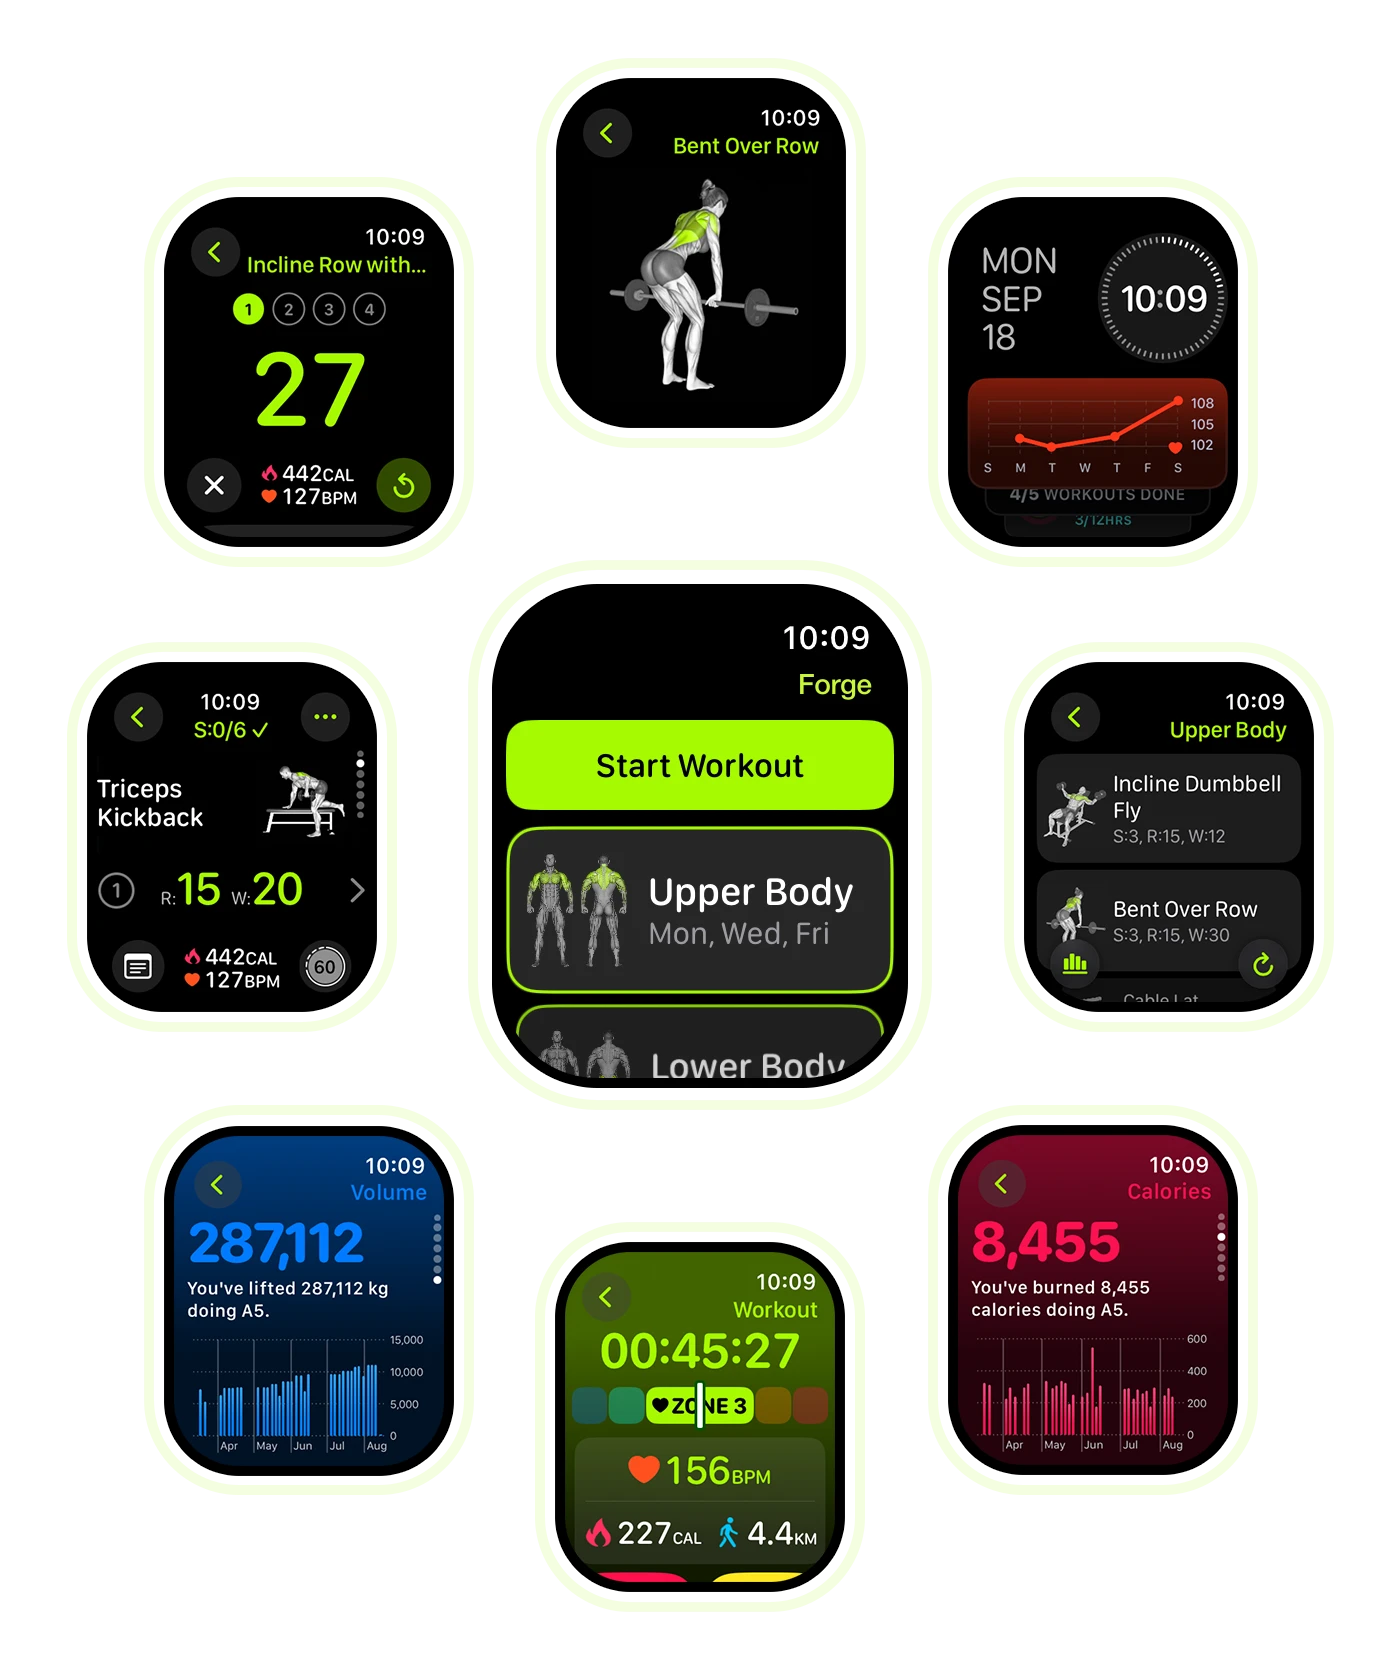 10:09
Bent Over Row
10:09
Incline Row with...
1 2 3 4
27
442CAL
127BPM
MON
SEP
18
10:09
108
105
102
S M T W T F S
4/5 WORKOUTS DONE
3/12HRS
10:09
Forge
Start Workout
Upper Body
Mon, Wed, Fri
Lower Body
10:09
S:0/6 ✓
Triceps
Kickback
1 R:15 W:20
442CAL
127BPM
60
10:09
Upper Body
Incline Dumbbell
Fly
S:3, R:15, W:12
Bent Over Row
S:3, R:15, W:30
Cable Lat
10:09
Volume
287,112
You've lifted 287,112 kg
doing A5.
15,000
10,000
5,000
0
Apr May Jun Jul Aug
10:09
Workout
00:45:27
ZONE 3
156BPM
227CAL 4.4KM
10:09
Calories
8,455
You've burned 8,455
calories doing A5.
600
400
200
0
Apr May Jun Jul Aug